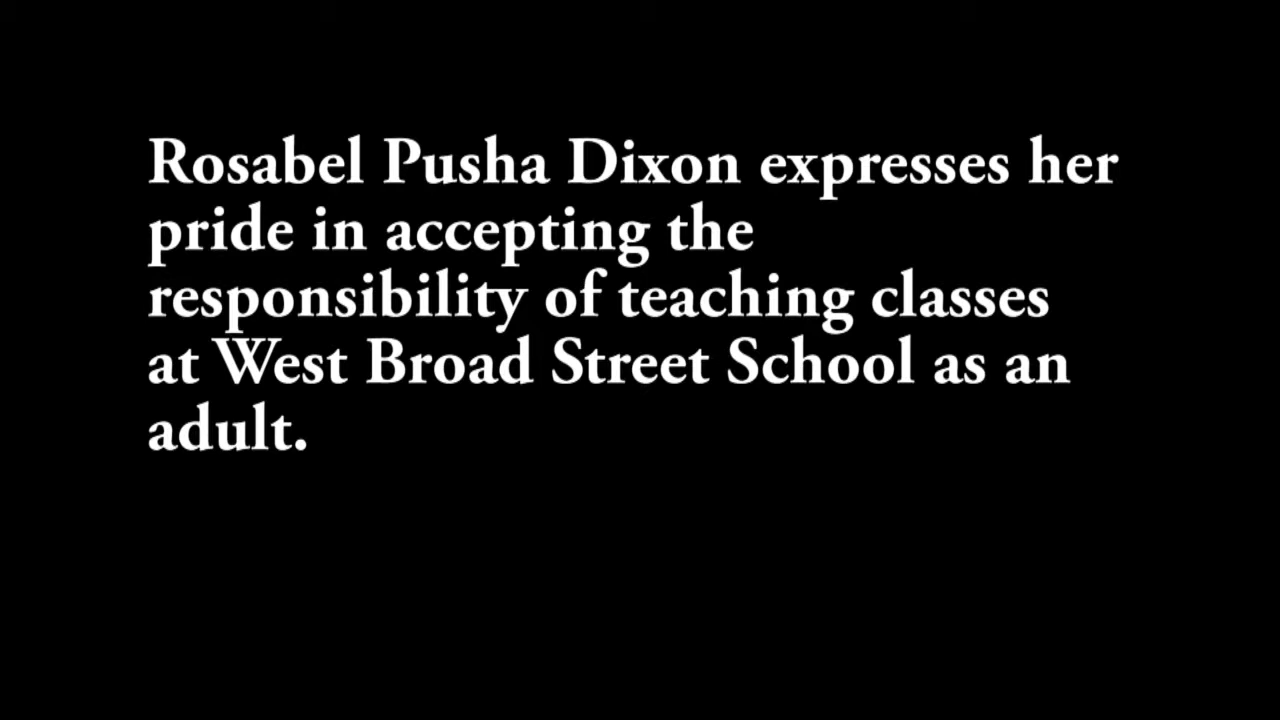 Rosabel Pusha Dixon expresses her
pride in accepting the
responsibility of teaching classes
at West Broad Street School as an
adult.